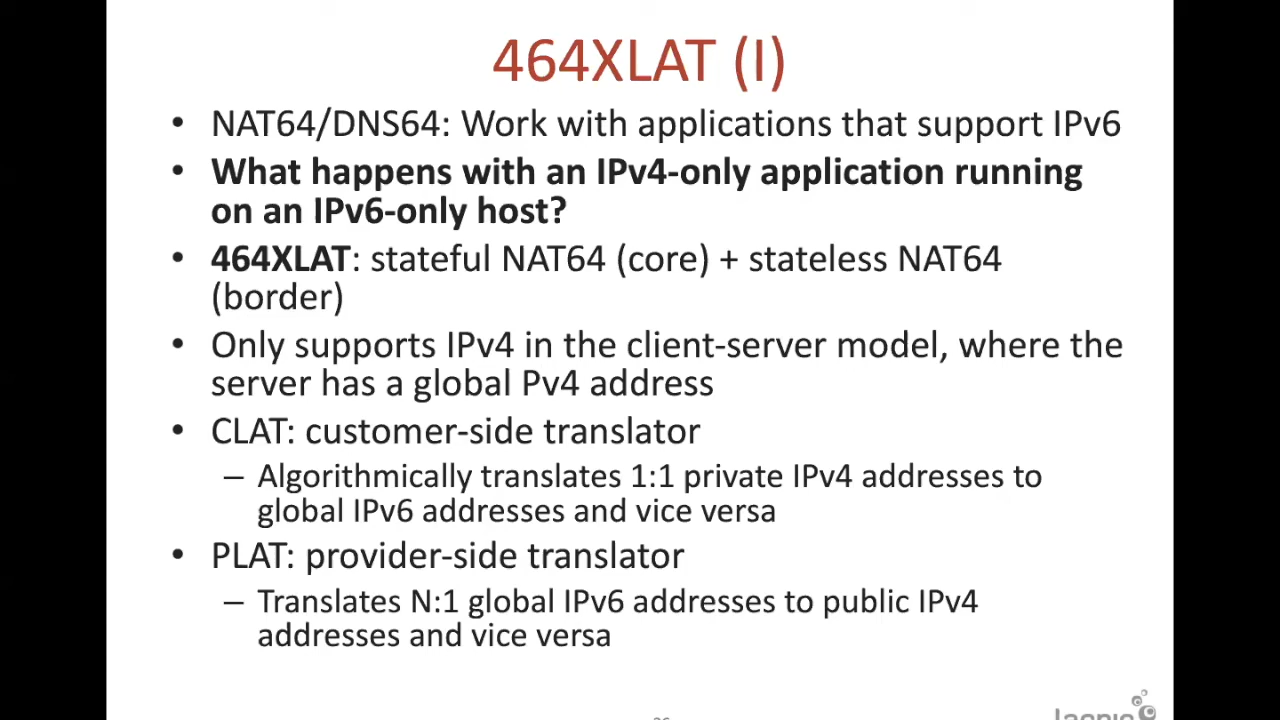 464XLAT (I)
• NAT64/DNS64: Work with applications that support IPv6
• What happens with an IPv4-only application running
on an IPv6-only host?
• 464XLAT: stateful NAT64 (core) + stateless NAT64
(border)
• Only supports IPv4 in the client-server model, where the
server has a global Pv4 address
• CLAT: customer-side translator
– Algorithmically translates 1:1 private IPv4 addresses to
global IPv6 addresses and vice versa
• PLAT: provider-side translator
– Translates N:1 global IPv6 addresses to public IPv4
addresses and vice versa